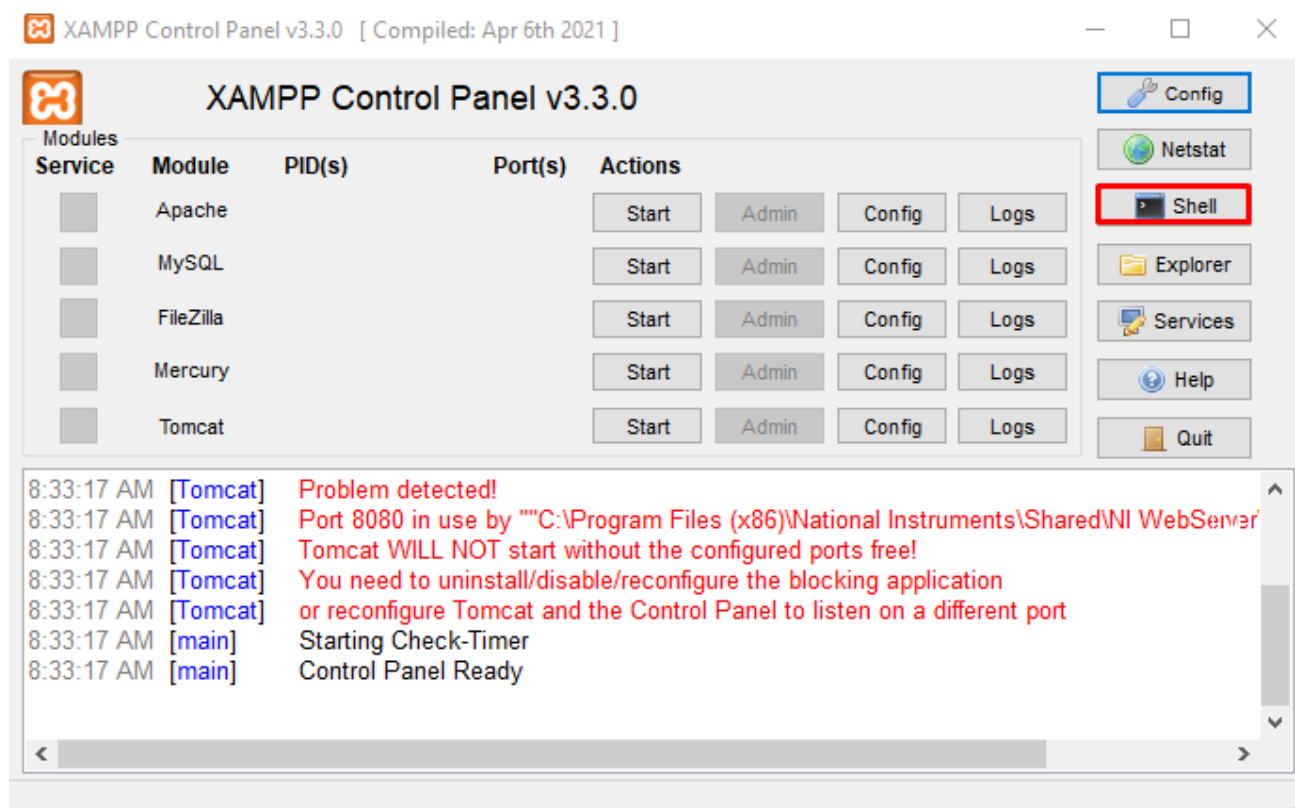 XAMPP Control Panel v3.3.0 [ Compiled: Apr 6th 2021 ]
XAMPP Control Panel v3.3.0
Config
Netstat
Shell
Explorer
Services
Help
Quit
Modules
Service Module PID(s) Port(s) Actions
Apache Start Admin Config Logs
MySQL Start Admin Config Logs
FileZilla Start Admin Config Logs
Mercury Start Admin Config Logs
Tomcat Start Admin Config Logs
8:33:17 AM [Tomcat] Problem detected!
8:33:17 AM [Tomcat] Port 8080 in use by ""C:\Program Files (x86)\National Instruments\Shared\NI WebServer\
8:33:17 AM [Tomcat] Tomcat WILL NOT start without the configured ports free!
8:33:17 AM [Tomcat] You need to uninstall/disable/reconfigure the blocking application
8:33:17 AM [Tomcat] or reconfigure Tomcat and the Control Panel to listen on a different port
8:33:17 AM [main] Starting Check-Timer
8:33:17 AM [main] Control Panel Ready